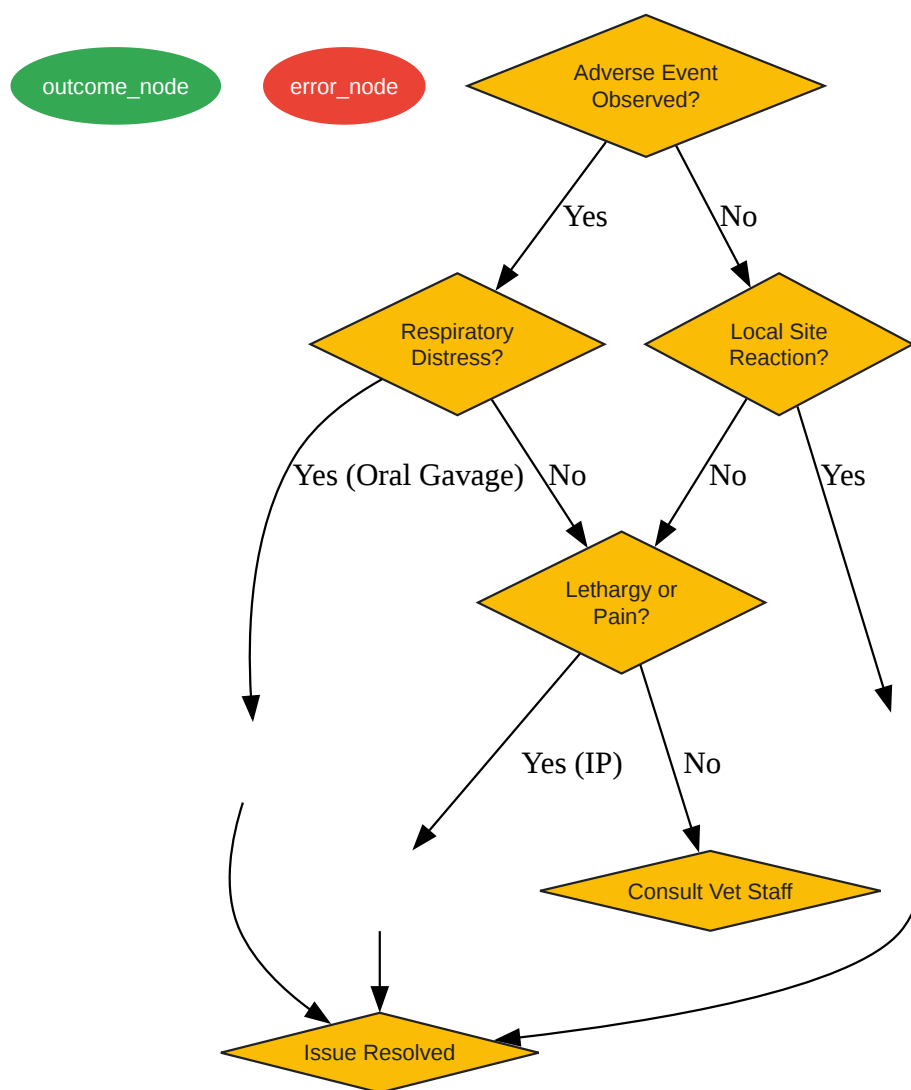 outcome_node
error_node
Adverse Event
Observed?
Yes
No
Respiratory
Distress?
Local Site
Reaction?
Yes (Oral Gavage)
No
No
Yes
Lethargy or
Pain?
Yes (IP)
No
Consult Vet Staff
Issue Resolved